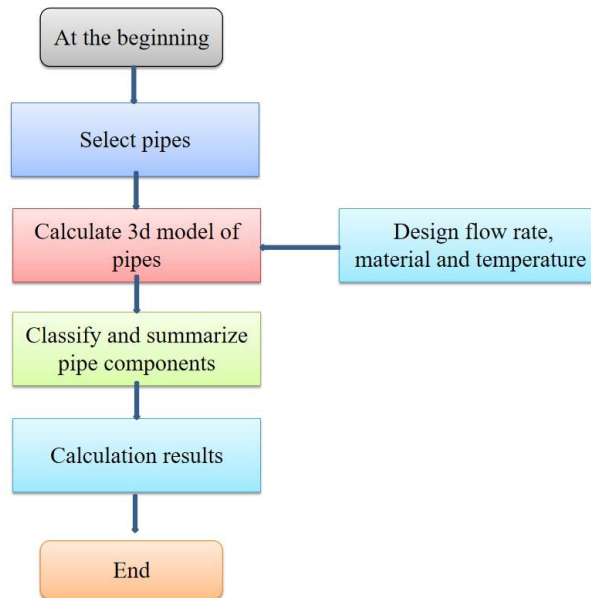 At the beginning
Select pipes
Calculate 3d model of
pipes
Design flow rate,
material and temperature
Classify and summarize
pipe components
Calculation results
End